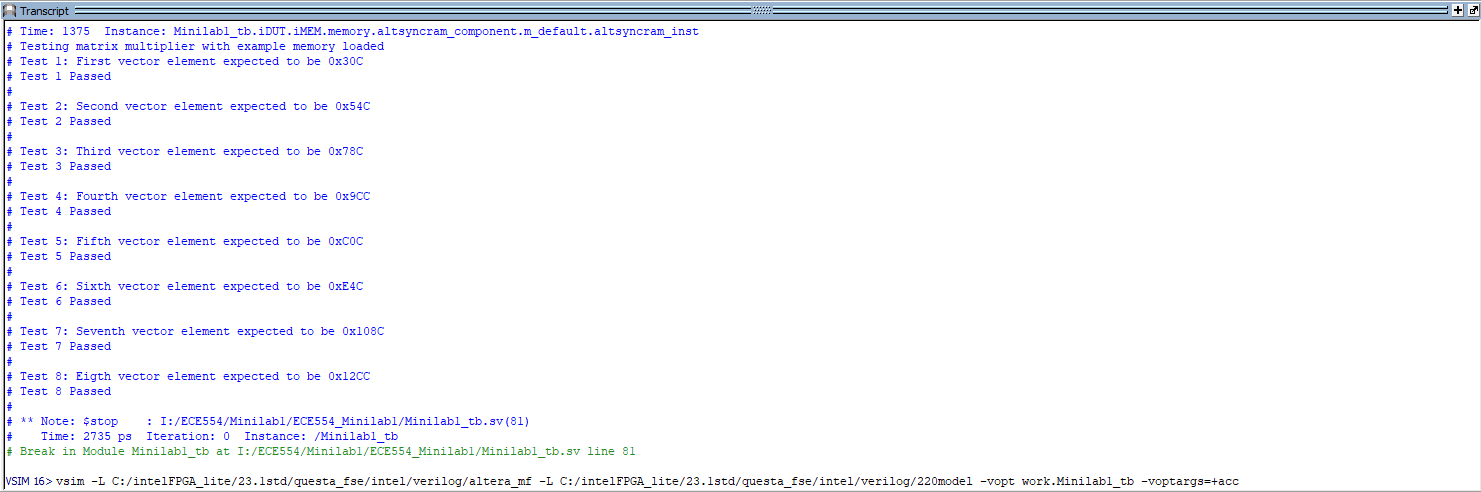 Transcript
# Time: 1375  Instance: Minilab1_tb.iDUT.iMEM.memory.altsyncram_component.m_default.altsyncram_inst
# Testing matrix multiplier with example memory loaded
# Test 1: First vector element expected to be 0x30C
# Test 1 Passed
#
# Test 2: Second vector element expected to be 0x54C
# Test 2 Passed
#
# Test 3: Third vector element expected to be 0x78C
# Test 3 Passed
#
# Test 4: Fourth vector element expected to be 0x9CC
# Test 4 Passed
#
# Test 5: Fifth vector element expected to be 0xC0C
# Test 5 Passed
#
# Test 6: Sixth vector element expected to be 0xE4C
# Test 6 Passed
#
# Test 7: Seventh vector element expected to be 0x108C
# Test 7 Passed
#
# Test 8: Eigth vector element expected to be 0x12CC
# Test 8 Passed
#
# ** Note: $stop    : I:/ECE554/Minilab1/ECE554_Minilab1/Minilab1_tb.sv(81)
#    Time: 2735 ps  Iteration: 0  Instance: /Minilab1_tb
# Break in Module Minilab1_tb at I:/ECE554/Minilab1/ECE554_Minilab1/Minilab1_tb.sv line 81
VSIM 16> vsim -L C:/intelFPGA_lite/23.1std/questa_fse/intel/verilog/altera_mf -L C:/intelFPGA_lite/23.1std/questa_fse/intel/verilog/220model -vopt work.Minilab1_tb -voptargs=+acc